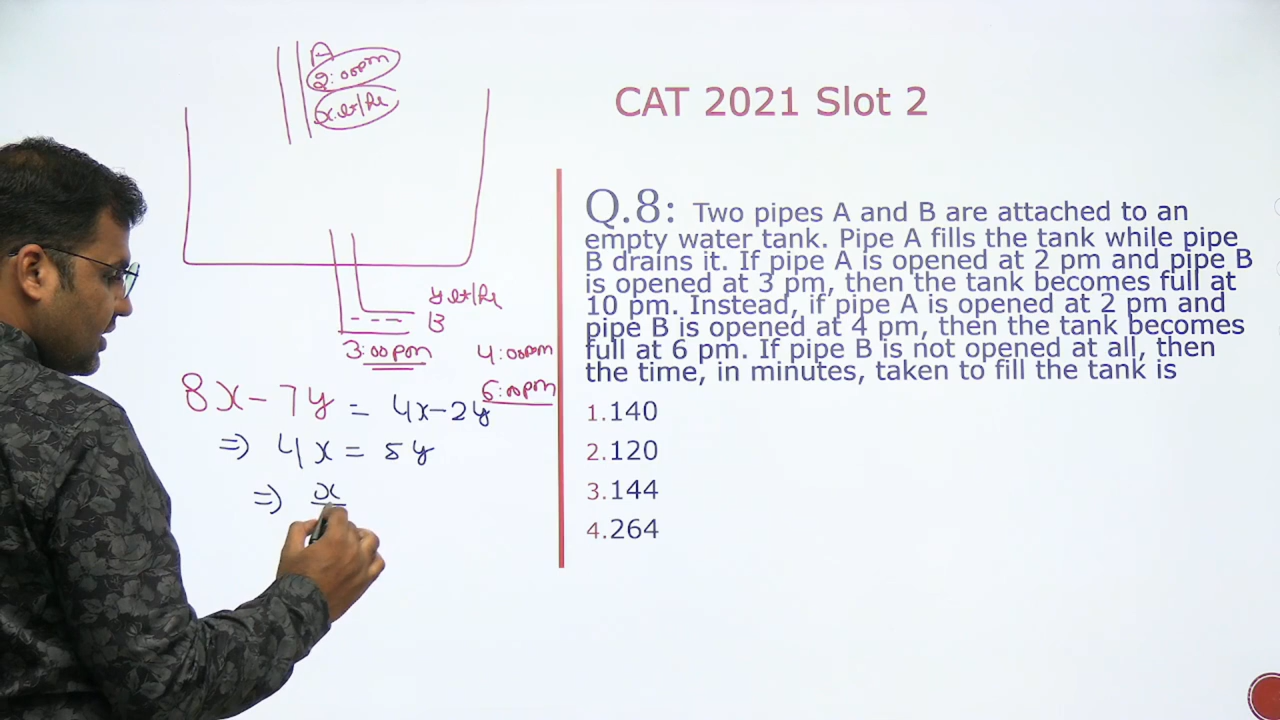 A
2:00pm
x lt/hr
y lt/hr
B
3:00pm
4:00pm
6:00pm
8x-7y = 4x-2y
⇒ 4x = 5y
⇒ x
CAT 2021 Slot 2
Q.8: Two pipes A and B are attached to an
empty water tank. Pipe A fills the tank while pipe
B drains it. If pipe A is opened at 2 pm and pipe B
is opened at 3 pm, then the tank becomes full at
10 pm. Instead, if pipe A is opened at 2 pm and
pipe B is opened at 4 pm, then the tank becomes
full at 6 pm. If pipe B is not opened at all, then
the time, in minutes, taken to fill the tank is
1.140
2.120
3.144
4.264